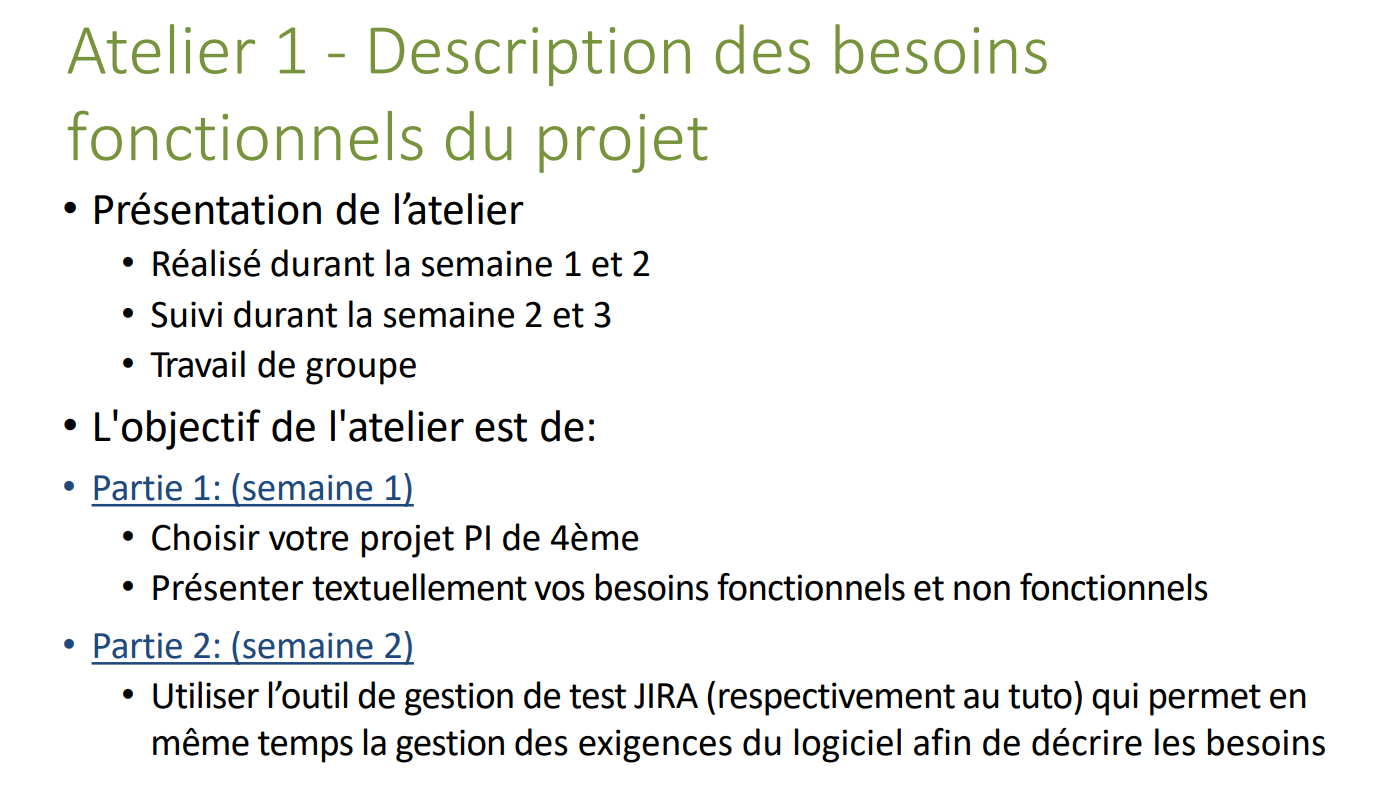 Atelier 1 - Description des besoins
fonctionnels du projet
• Présentation de l’atelier
• Réalisé durant la semaine 1 et 2
• Suivi durant la semaine 2 et 3
• Travail de groupe
• L'objectif de l'atelier est de:
• Partie 1: (semaine 1)
• Choisir votre projet PI de 4ème
• Présenter textuellement vos besoins fonctionnels et non fonctionnels
• Partie 2: (semaine 2)
• Utiliser l’outil de gestion de test JIRA (respectivement au tuto) qui permet en
même temps la gestion des exigences du logiciel afin de décrire les besoins